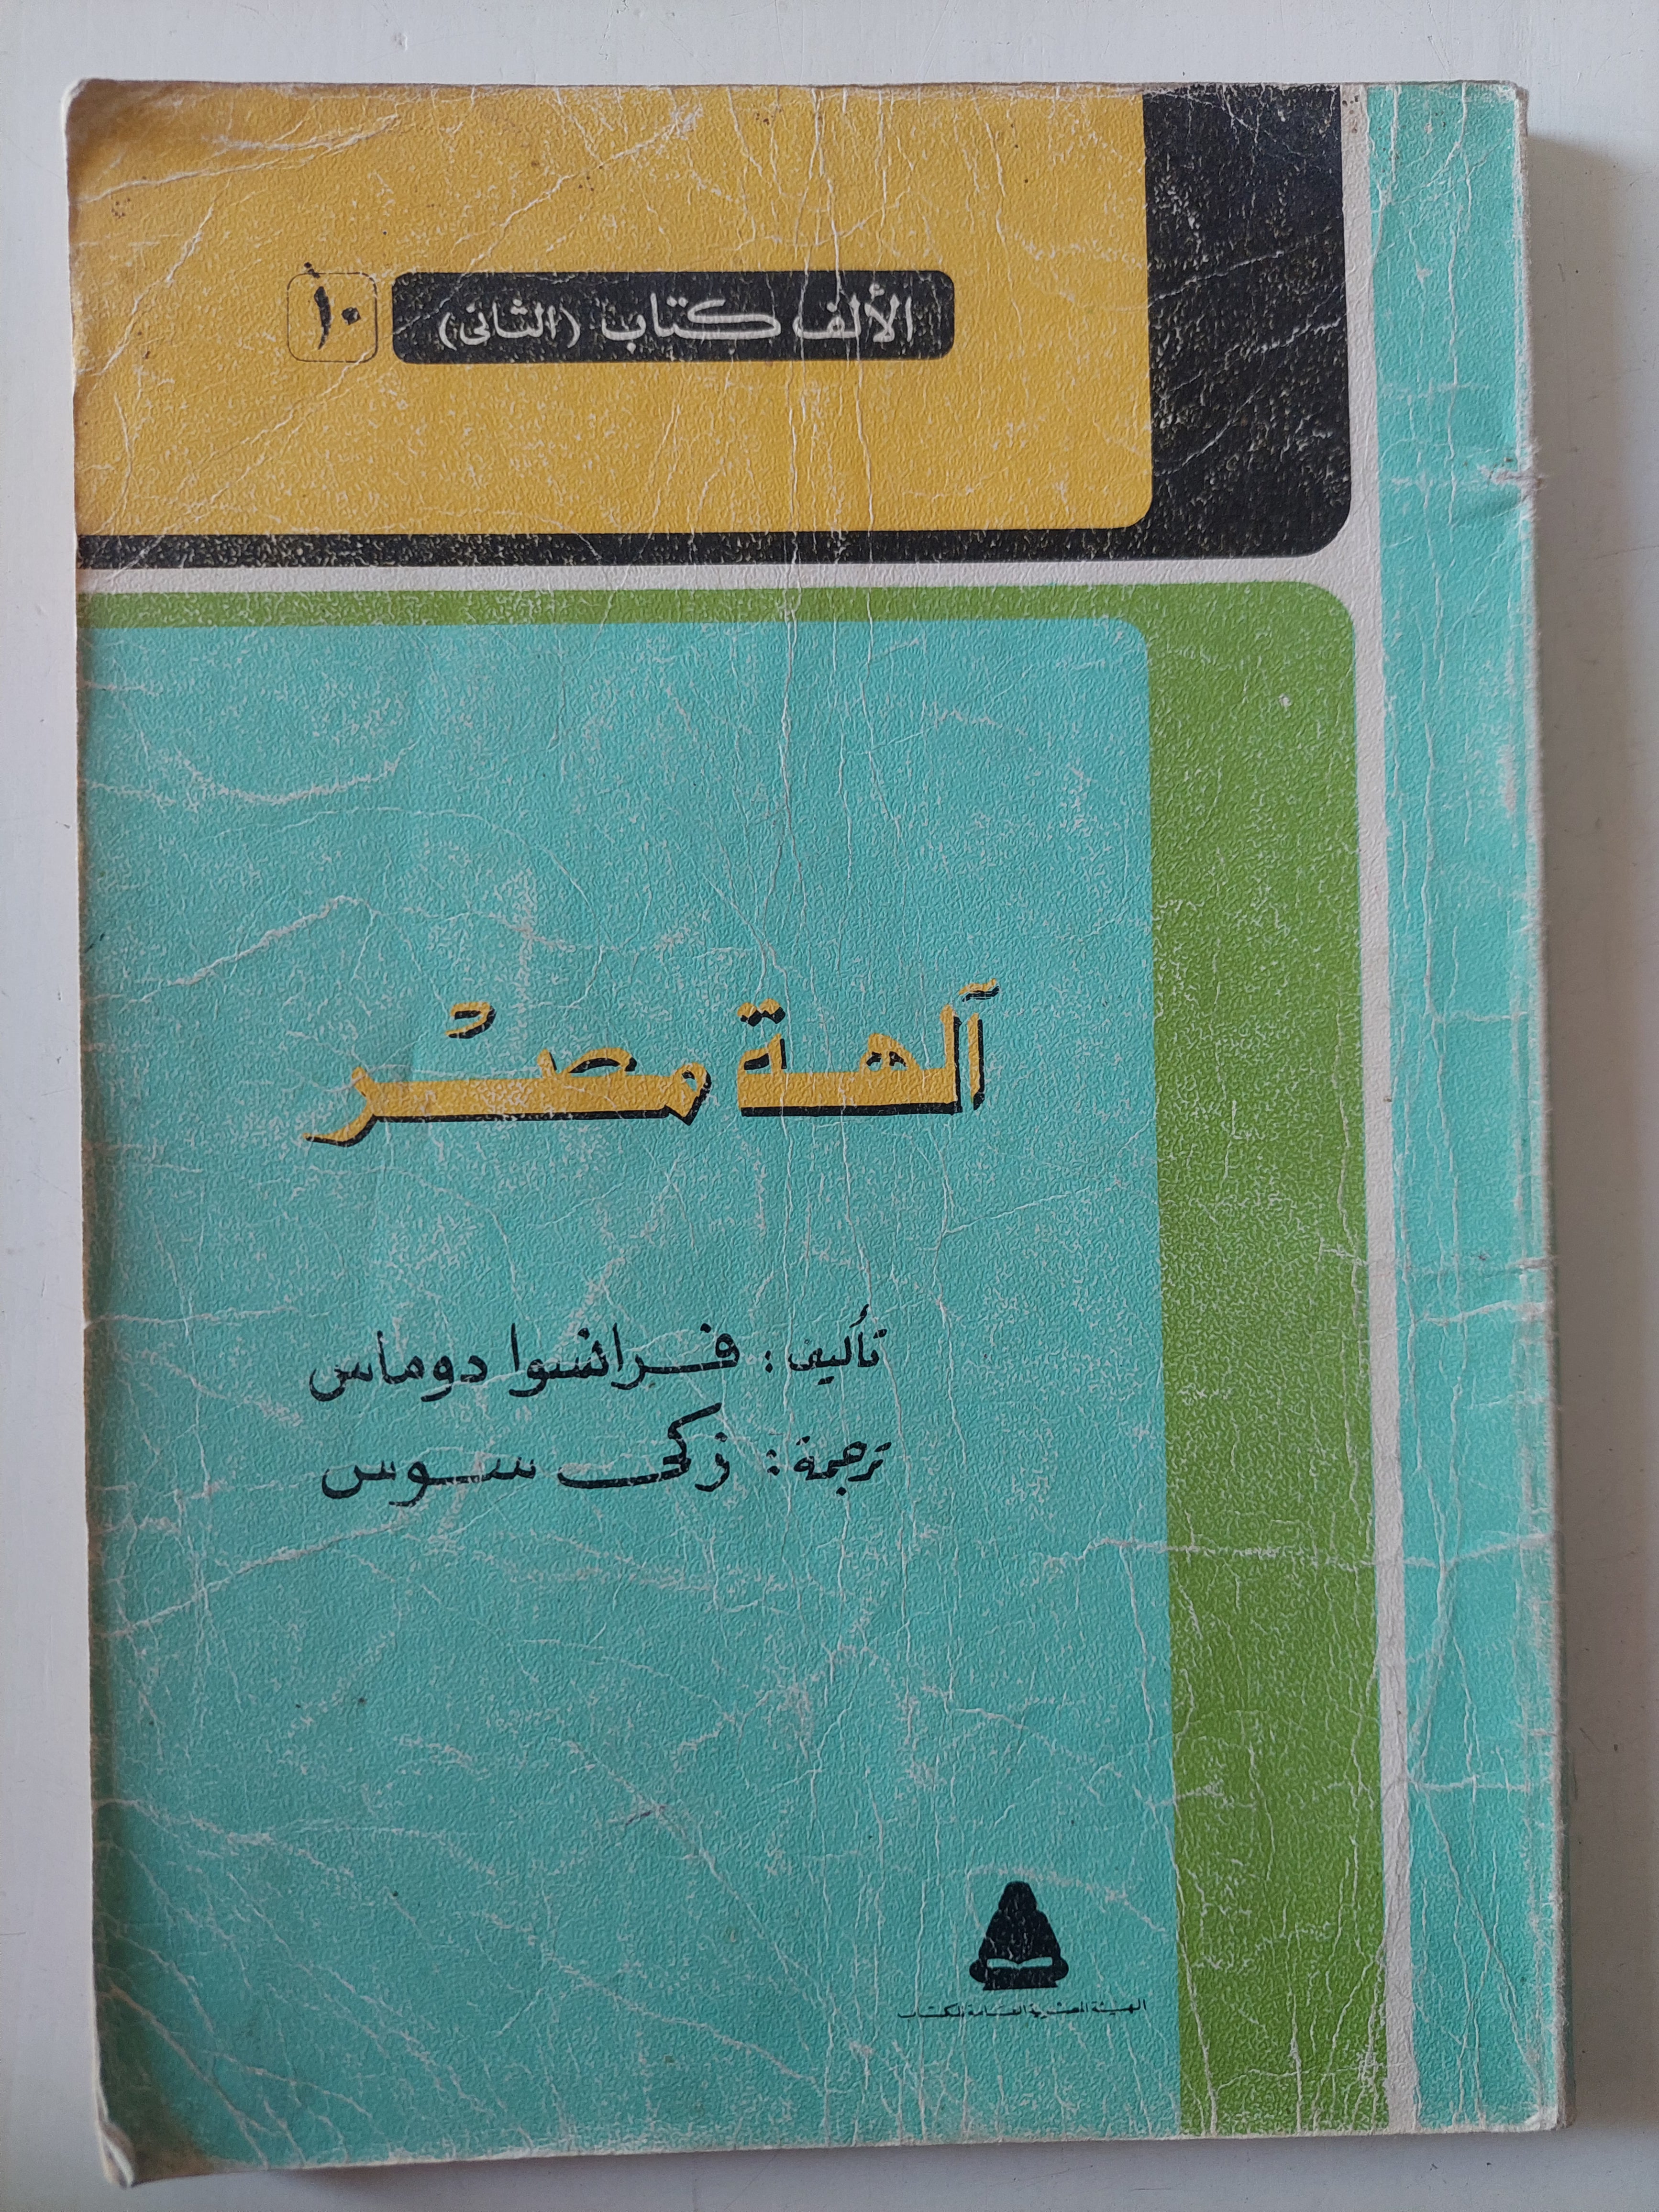 الألف كتاب (الثانى) ١٠
آلهة مصر
تأليف: فرانسوا دوماس
ترجمة: زكى سوس
الهيئة المصرية العامة للكتاب